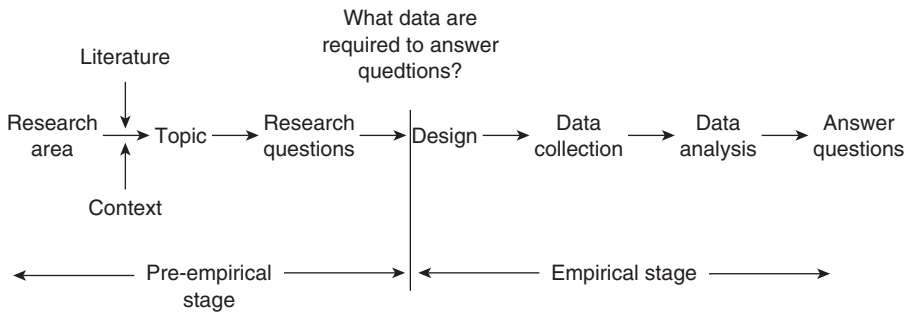 What data are
required to answer
quedtions?
Literature
Research
area
Topic
Research
questions
Design
Data
collection
Data
analysis
Answer
questions
Context
Pre-empirical
stage
Empirical stage